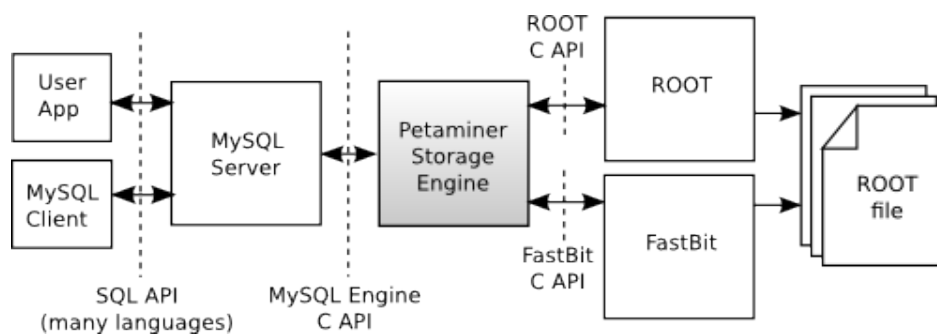 User
App
MySQL
Client
SQL API
(many languages)
MySQL
Server
MySQL Engine
C API
Petaminer
Storage
Engine
ROOT
C API
FastBit
C API
ROOT
FastBit
ROOT
file